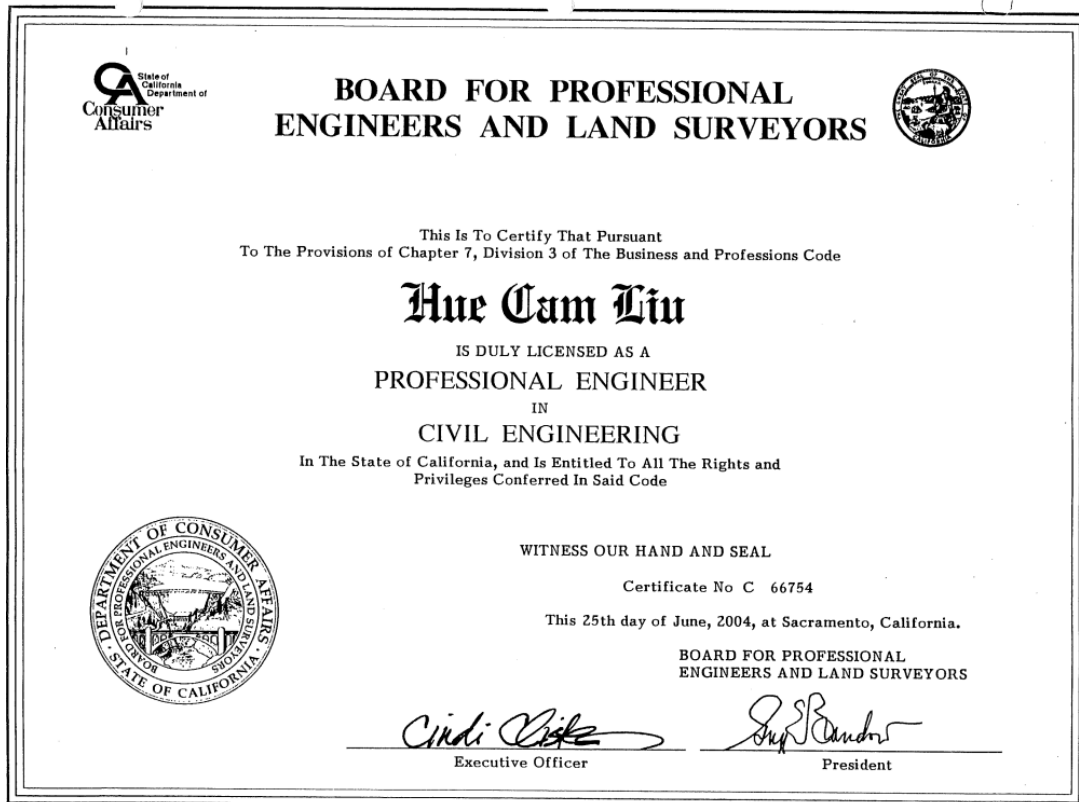 State of
California
Department of
Consumer
Affairs
BOARD FOR PROFESSIONAL
ENGINEERS AND LAND SURVEYORS
This Is To Certify That Pursuant
To The Provisions of Chapter 7, Division 3 of The Business and Professions Code
Hue Cam Liu
IS DULY LICENSED AS A
PROFESSIONAL ENGINEER
IN
CIVIL ENGINEERING
In The State of California, and Is Entitled To All The Rights and
Privileges Conferred In Said Code
DEPARTMENT OF CONSUMER AFFAIRS
STATE OF CALIFORNIA
BOARD FOR PROFESSIONAL ENGINEERS AND LAND SURVEYORS
WITNESS OUR HAND AND SEAL
Certificate No C 66754
This 25th day of June, 2004, at Sacramento, California.
BOARD FOR PROFESSIONAL
ENGINEERS AND LAND SURVEYORS
Cindi
Executive Officer
President